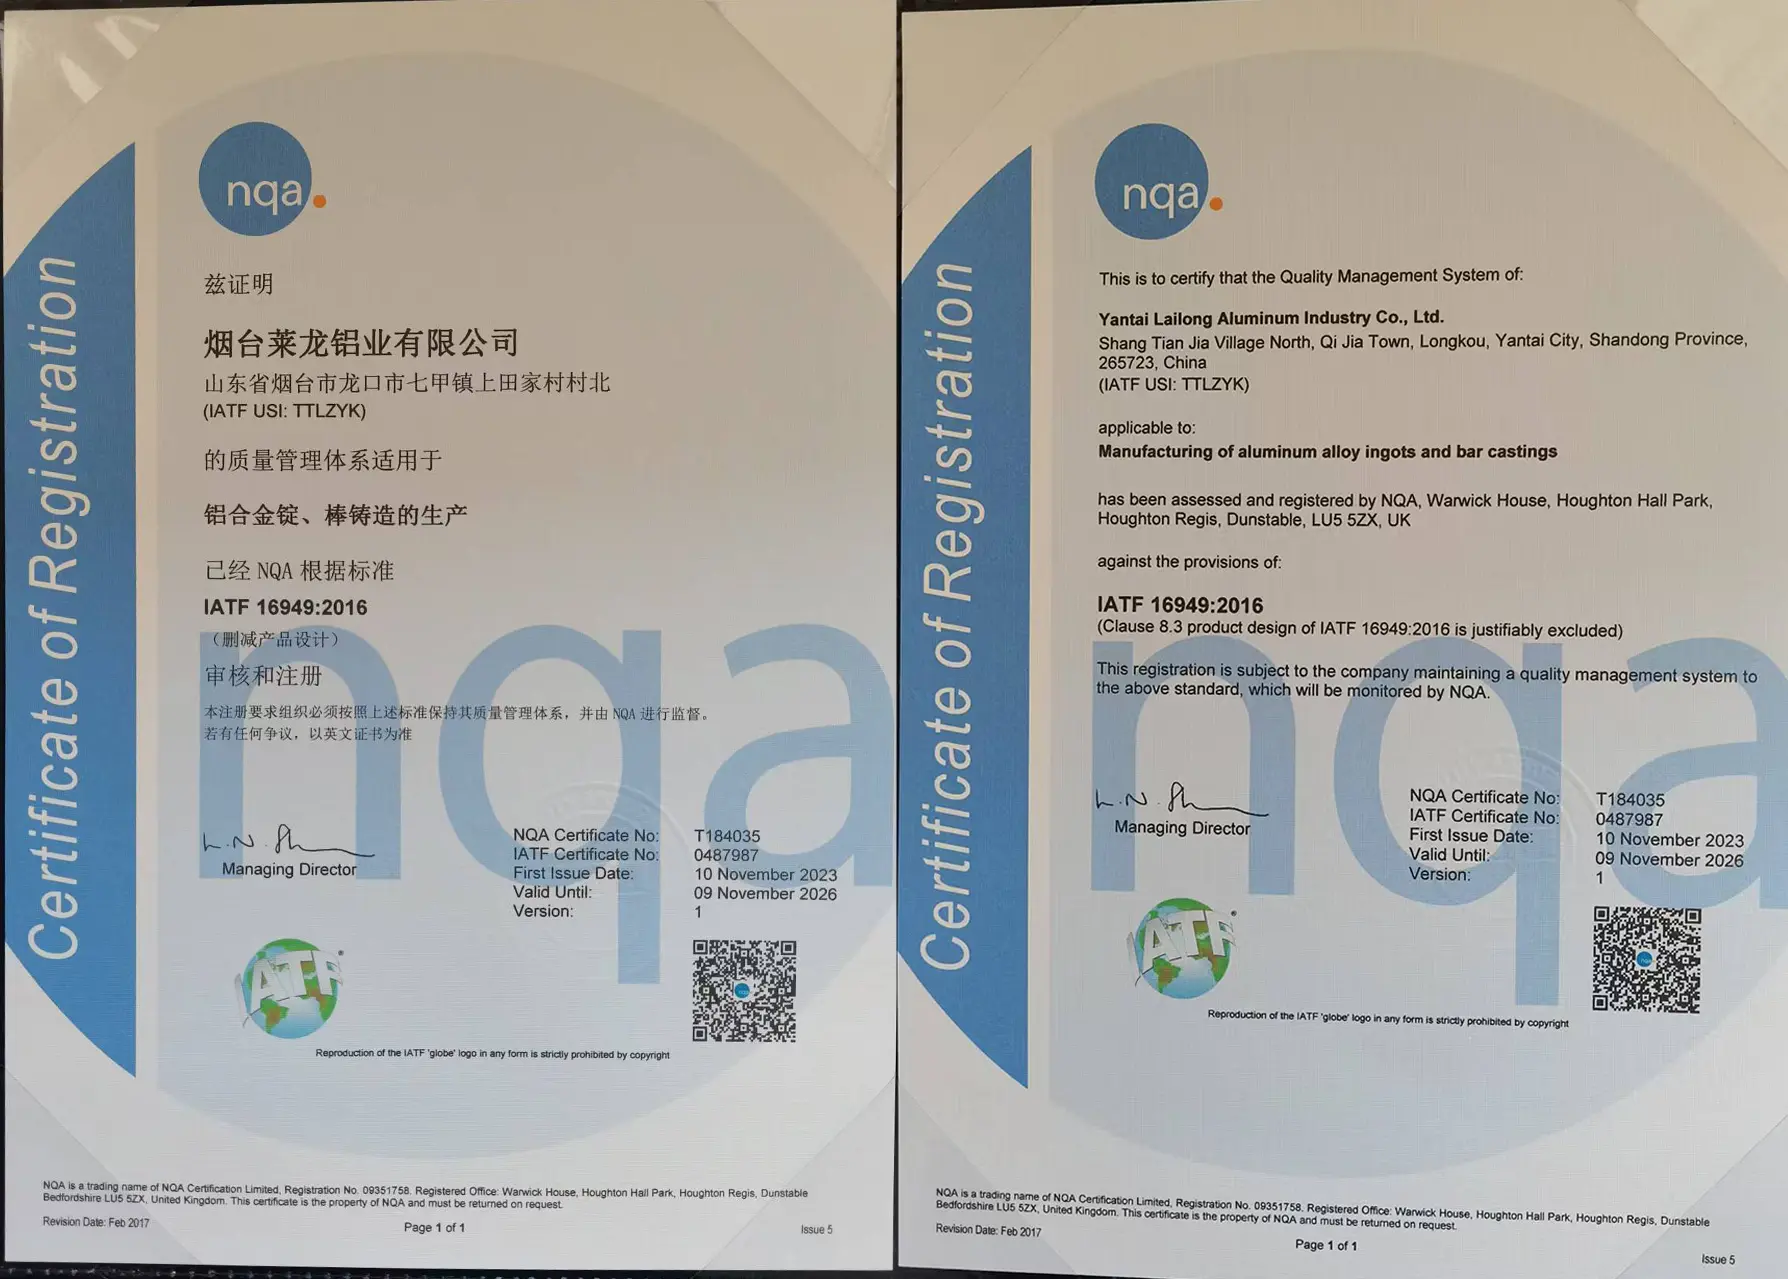 Certificate of Registration
nqa.
兹证明
烟台莱龙铝业有限公司
山东省烟台市龙口市七甲镇上田家村村北
(IATF USI: TTLZYK)
的质量管理体系适用于
铝合金锭、棒铸造的生产
已经 NQA 根据标准
IATF 16949:2016
（删减产品设计）
审核和注册
本注册要求组织必须按照上述标准保持其质量管理体系，并由 NQA 进行监督。
若有任何争议，以英文证书为准
nqa
Managing Director
NQA Certificate No: T184035
IATF Certificate No: 0487987
First Issue Date: 10 November 2023
Valid Until: 09 November 2026
Version: 1
IATF®
nqa
Reproduction of the IATF 'globe' logo in any form is strictly prohibited by copyright
NQA is a trading name of NQA Certification Limited, Registration No. 09351758. Registered Office: Warwick House, Houghton Hall Park, Houghton Regis, Dunstable
Bedfordshire LU5 5ZX, United Kingdom. This certificate is the property of NQA and must be returned on request.
Revision Date: Feb 2017
Page 1 of 1
Issue 5
Certificate of Registration
nqa.
This is to certify that the Quality Management System of:
Yantai Lailong Aluminum Industry Co., Ltd.
Shang Tian Jia Village North, Qi Jia Town, Longkou, Yantai City, Shandong Province,
265723, China
(IATF USI: TTLZYK)
applicable to:
Manufacturing of aluminum alloy ingots and bar castings
has been assessed and registered by NQA, Warwick House, Houghton Hall Park,
Houghton Regis, Dunstable, LU5 5ZX, UK
against the provisions of:
IATF 16949:2016
(Clause 8.3 product design of IATF 16949:2016 is justifiably excluded)
This registration is subject to the company maintaining a quality management system to
the above standard, which will be monitored by NQA.
nqa
Managing Director
NQA Certificate No: T184035
IATF Certificate No: 0487987
First Issue Date: 10 November 2023
Valid Until: 09 November 2026
Version: 1
IATF®
nqa
Reproduction of the IATF 'globe' logo in any form is strictly prohibited by copyright
NQA is a trading name of NQA Certification Limited, Registration No. 09351758. Registered Office: Warwick House, Houghton Hall Park, Houghton Regis, Dunstable
Bedfordshire LU5 5ZX, United Kingdom. This certificate is the property of NQA and must be returned on request.
Revision Date: Feb 2017
Page 1 of 1
Issue 5